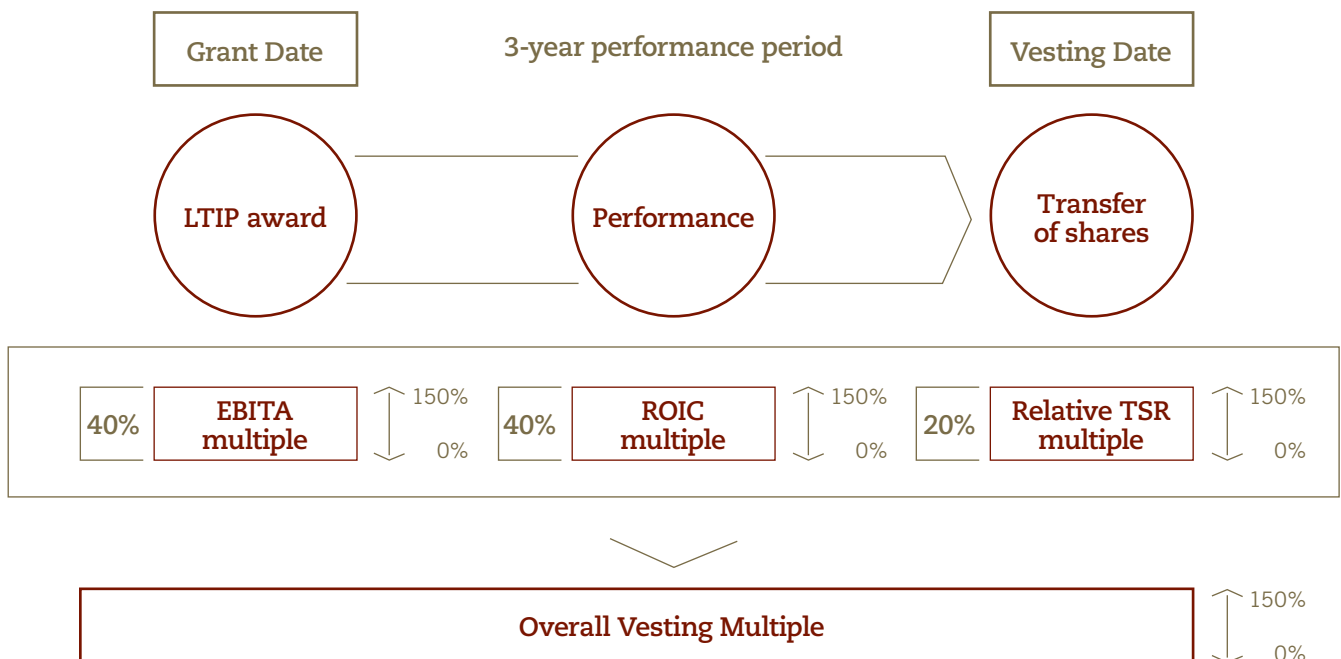 Grant Date
3-year performance period
Vesting Date
LTIP award
Performance
Transfer
of shares
40%
EBITA
multiple
150%
0%
40%
ROIC
multiple
150%
0%
20%
Relative TSR
multiple
150%
0%
Overall Vesting Multiple
150%
0%